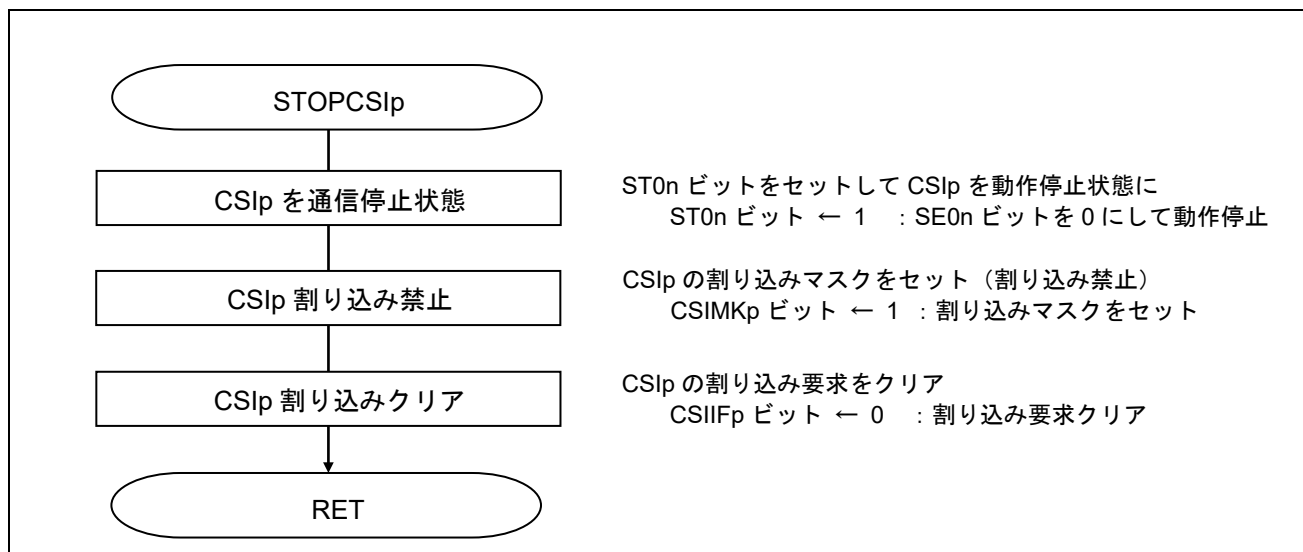 STOPCSIp
CSIp を通信停止状態
ST0n ビットをセットして CSIp を動作停止状態に
ST0n ビット ← 1 : SE0n ビットを 0 にして動作停止
CSIp 割り込み禁止
CSIp の割り込みマスクをセット（割り込み禁止）
CSIMKp ビット ← 1 : 割り込みマスクをセット
CSIp 割り込みクリア
CSIp の割り込み要求をクリア
CSIIFp ビット ← 0 : 割り込み要求クリア
RET